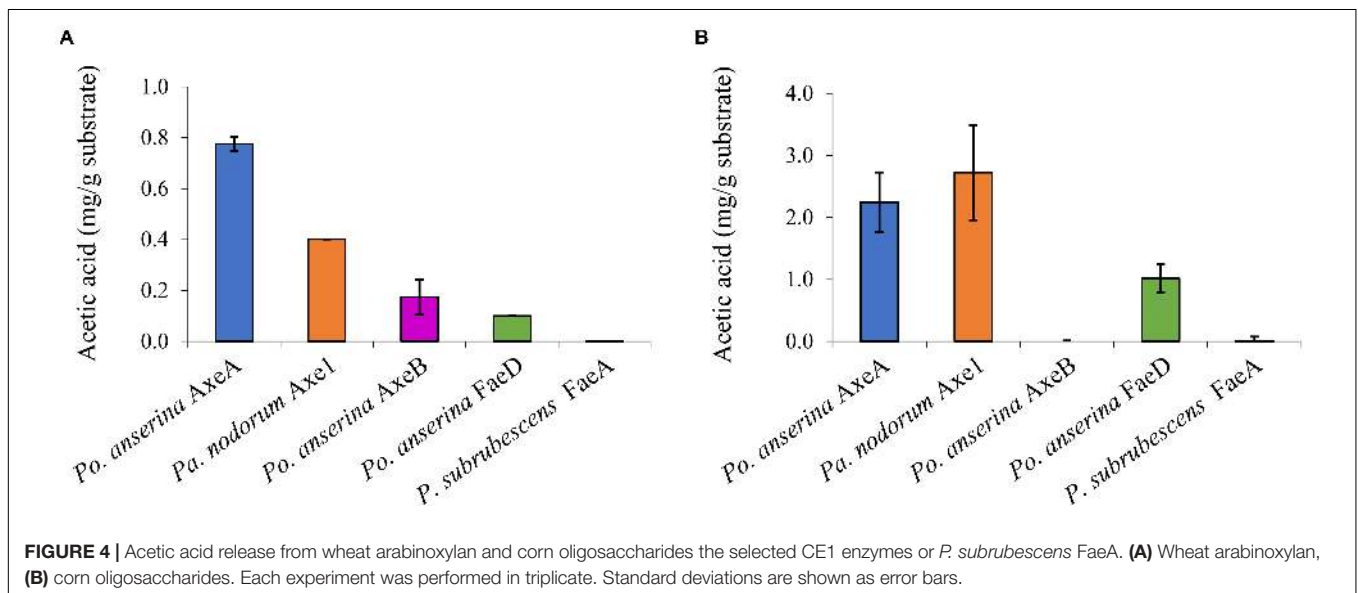 A
Acetic acid (mg/g substrate)
1.0
0.8
0.6
0.4
0.2
0.0
Po. anserina AxeA
Pa. nodorum Axe1
Po. anserina AxeB
Po. anserina FaeD
P. subrubescens FaeA
B
Acetic acid (mg/g substrate)
4.0
3.0
2.0
1.0
0.0
Po. anserina AxeA
Pa. nodorum Axe1
Po. anserina AxeB
Po. anserina FaeD
P. subrubescens FaeA
FIGURE 4 | Acetic acid release from wheat arabinoxylan and corn oligosaccharides the selected CE1 enzymes or P. subrubescens FaeA. (A) Wheat arabinoxylan,
(B) corn oligosaccharides. Each experiment was performed in triplicate. Standard deviations are shown as error bars.